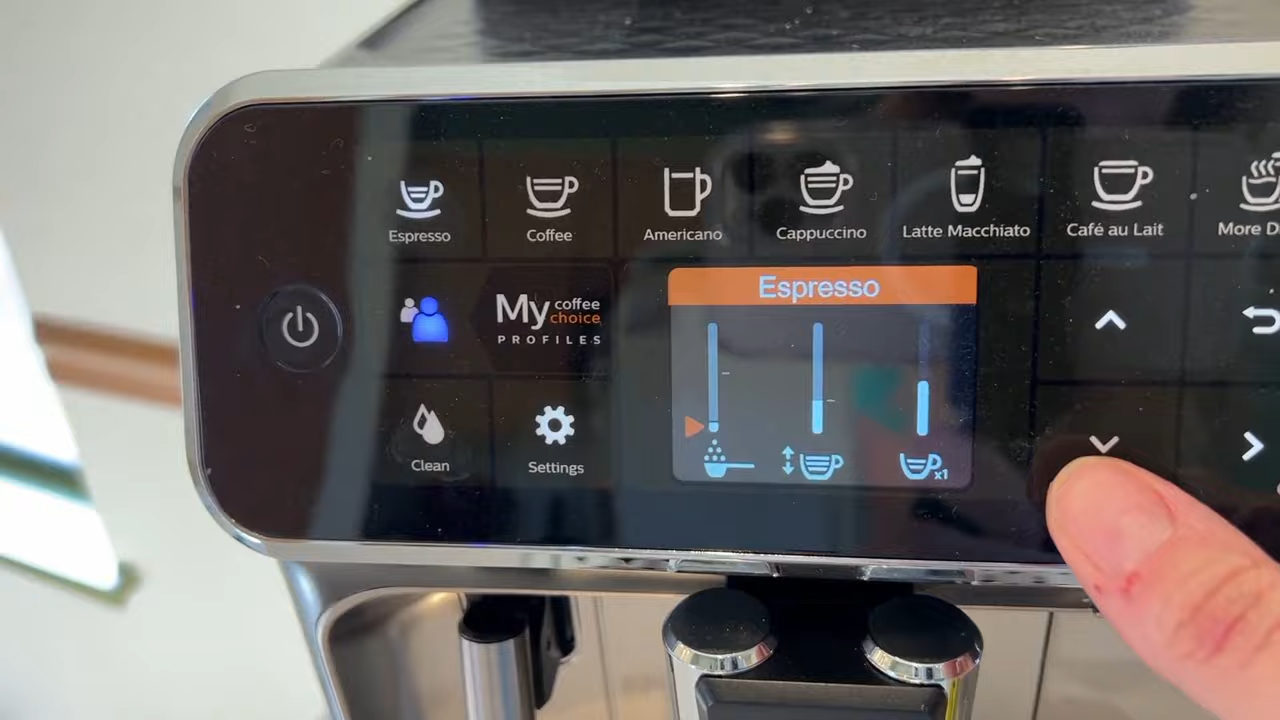 Espresso
Coffee
Americano
Cappuccino
Latte Macchiato
Café au Lait
More D
My coffee choice
PROFILES
Espresso
Clean
Settings
x1